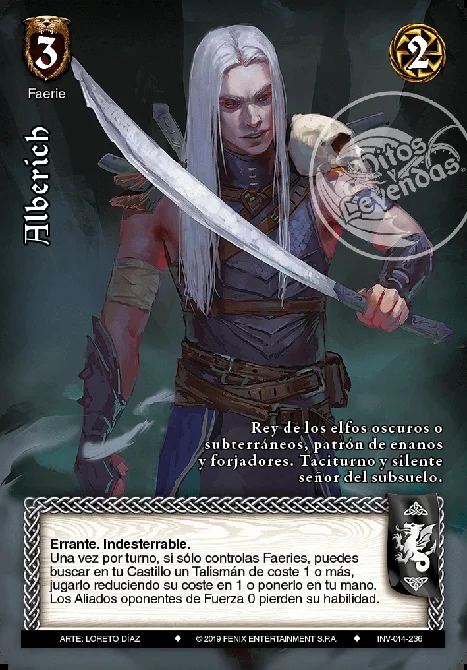 3
2
Faerie
Alberich
Mitos
y
Leyendas
Rey de los elfos oscuros o
subterráneos, patrón de enanos
y forjadores. Taciturno y silente
señor del subsuelo.
Errante. Indesterrable.
Una vez por turno, si sólo controlas Faeries, puedes
buscar en tu Castillo un Talismán de coste 1 o más,
jugarlo reduciendo su coste en 1 o ponerlo en tu mano.
Los Aliados oponentes de Fuerza 0 pierden su habilidad.
ARTE: LORETO DÍAZ ♦ © 2019 FENIX ENTERTAINMENT S.P.A. ♦ INV-014-236